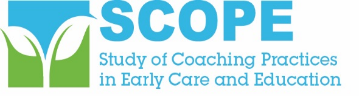 SCOPE
Study of Coaching Practices
in Early Care and Education